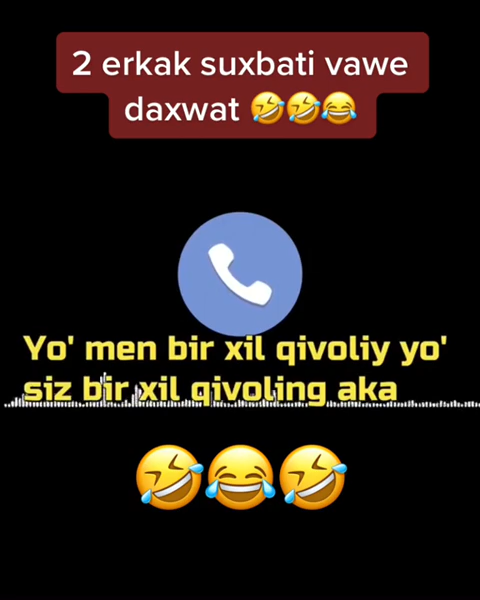 2 erkak suxbati vawe
daxwat 🤣🤣😂
Yo' men bir xil qivoliy yo'
siz bir xil qivoling aka
🤣😂🤣